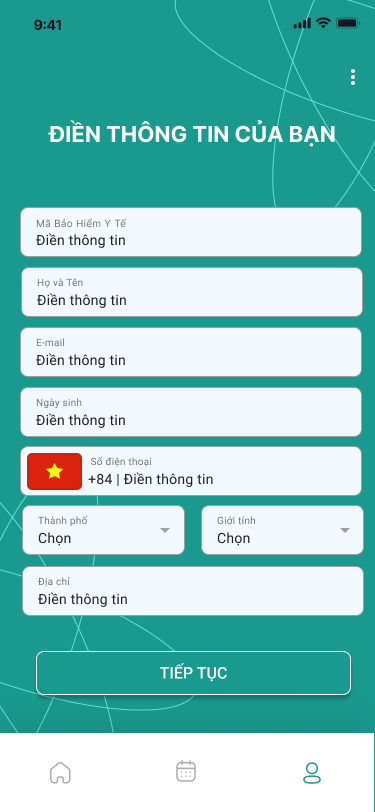 9:41
ĐIỀN THÔNG TIN CỦA BẠN
Mã Bảo Hiểm Y Tế
Điền thông tin
Họ và Tên
Điền thông tin
E-mail
Điền thông tin
Ngày sinh
Điền thông tin
Số điện thoại
+84 | Điền thông tin
Thành phố
Chọn
Giới tính
Chọn
Địa chỉ
Điền thông tin
TIẾP TỤC